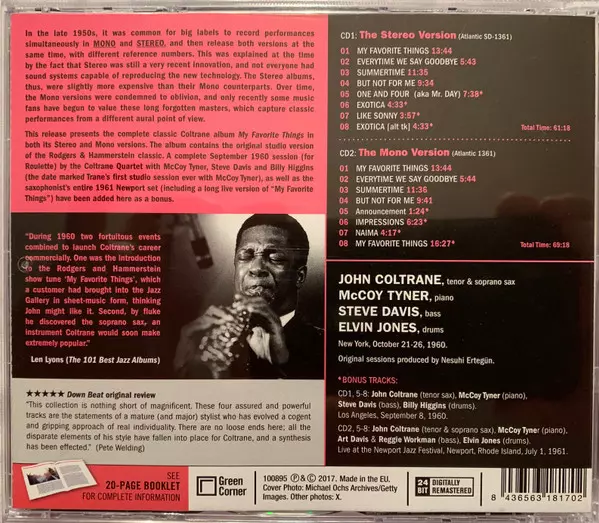 In the late 1950s, it was common for big labels to record performances
simultaneously in MONO and STEREO, and then release both versions at the
same time, with different reference numbers. This was explained at the time
by the fact that Stereo was still a very recent innovation, and not everyone
had sound systems capable of reproducing the new technology. The Stereo albums,
thus, were slightly more expensive than their Mono counterparts. Over time,
the Mono versions were condemned to oblivion, and only recently some music
fans have begun to value these long forgotten masters, which capture classic
performances from a different aural point of view.
This release presents the complete classic Coltrane album My Favorite Things in
both its Stereo and Mono versions. The album contains the original studio version
of the Rodgers & Hammerstein classic. A complete September 1960 session (for
Roulette) by the Coltrane Quartet with McCoy Tyner, Steve Davis and Billy Higgins
(the date marked Trane's first studio session ever with McCoy Tyner), as well as the
saxophonist's entire 1961 Newport set (including a long live version of "My Favorite
Things") have been added here as a bonus.
"During 1960 two fortuitous events
combined to launch Coltrane's career
commercially. One was the introduction
to the Rodgers and Hammerstein
show tune 'My Favorite Things', which
a customer had brought into the Jazz
Gallery in sheet-music form, thinking
John might like it. Second, by fluke
he discovered the soprano sax, an
instrument Coltrane would soon make
extremely popular."
Len Lyons (The 101 Best Jazz Albums)
★★★★★ Down Beat original review
"This collection is nothing short of magnificent. These four assured and powerful
tracks are the statements of a mature (and major) stylist who has evolved a cogent
and gripping approach of real individuality. There are no loose ends here; all the
disparate elements of his style have fallen into place for Coltrane, and a synthesis
has been effected." (Pete Welding)
CD1: The Stereo Version (Atlantic SD-1361)
01 MY FAVORITE THINGS 13:44
02 EVERYTIME WE SAY GOODBYE 5:43
03 SUMMERTIME 11:35
04 BUT NOT FOR ME 9:34
05 ONE AND FOUR (aka Mr. DAY) 7:38*
06 EXOTICA 4:33*
07 LIKE SONNY 3:57*
08 EXOTICA [alt tk] 4:33*
Total Time: 61:18
CD2: The Mono Version (Atlantic 1361)
01 MY FAVORITE THINGS 13:44
02 EVERYTIME WE SAY GOODBYE 5:44
03 SUMMERTIME 11:36
04 BUT NOT FOR ME 9:41
05 Announcement 1:24*
06 IMPRESSIONS 6:23*
07 NAIMA 4:17*
08 MY FAVORITE THINGS 16:27*
Total Time: 69:18
JOHN COLTRANE, tenor & soprano sax
McCOY TYNER, piano
STEVE DAVIS, bass
ELVIN JONES, drums
New York, October 21-26, 1960.
Original sessions produced by Nesuhi Ertegün.
*BONUS TRACKS:
CD1, 5-8: John Coltrane (tenor sax), McCoy Tyner (piano),
Steve Davis (bass), Billy Higgins (drums).
Los Angeles, September 8, 1960.
CD2, 5-8: John Coltrane (tenor & soprano sax), McCoy Tyner (piano),
Art Davis & Reggie Workman (bass), Elvin Jones (drums).
Live at the Newport Jazz Festival, Newport, Rhode Island, July 1, 1961.
SEE
20-PAGE BOOKLET
FOR COMPLETE INFORMATION
Green
Corner
100895 ℗ & © 2017. Made in the EU.
Cover Photo: Michael Ochs Archives/Getty
Images. Other photos: X.
24 BIT
DIGITALLY
REMASTERED
8 436563 181702